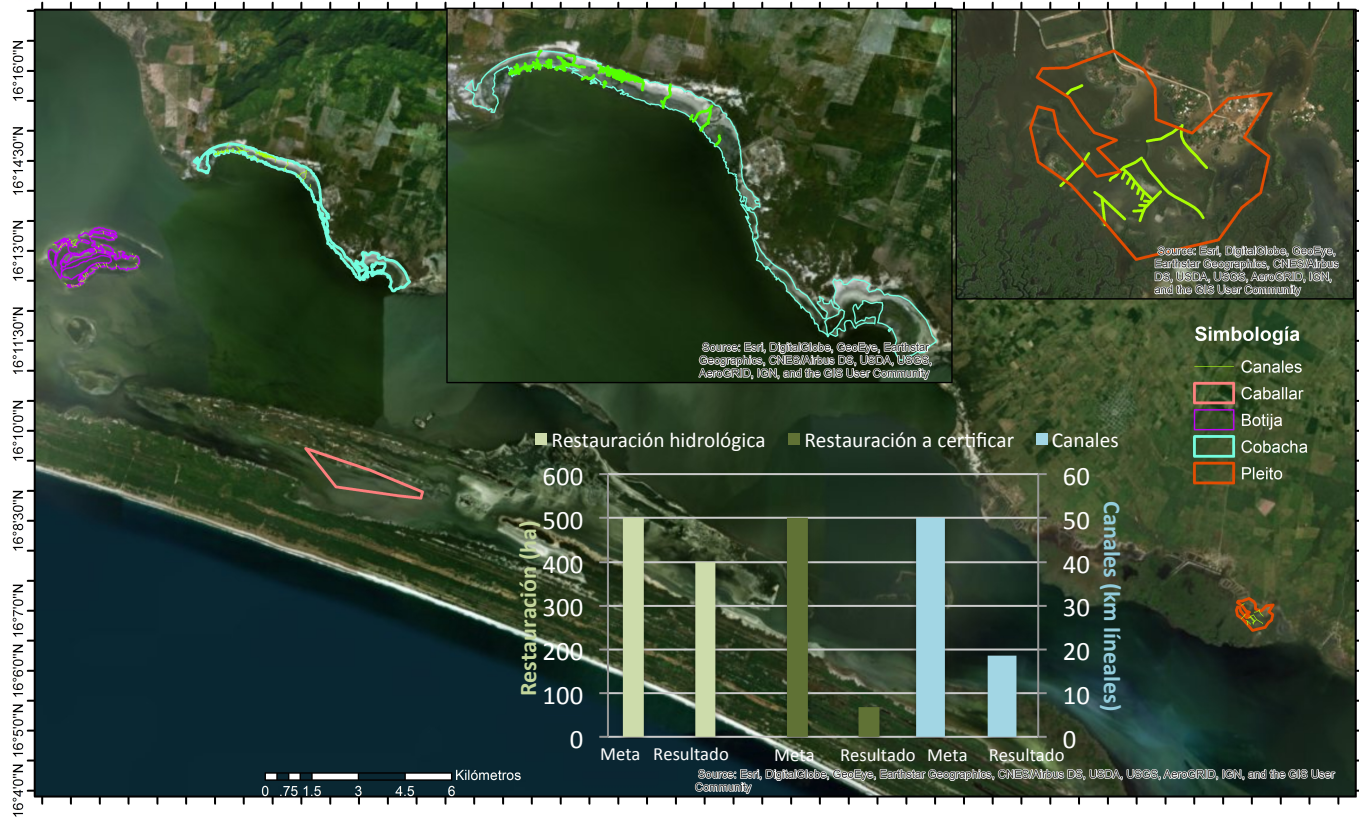 16°16'0"N
16°14'30"N
16°13'0"N
16°11'30"N
16°10'0"N
16°8'30"N
16°7'0"N
16°6'0"N
16°5'0"N
16°4'0"N
Source: Esri, DigitalGlobe, GeoEye, Earthstar
Geographics, CNES/Airbus DS, USDA, USGS,
AeroGRID, IGN, and the GIS User Community
Source: Esri, DigitalGlobe, GeoEye,
Earthstar Geographics, CNES/Airbus
DS, USDA, USGS, AeroGRID, IGN,
and the GIS User Community
Simbología
Canales
Caballar
Botija
Cobacha
Pleito
Restauración hidrológica
Restauración a certificar
Canales
Restauración (ha)
600
500
400
300
200
100
0
60
50
40
30
20
10
0
Canales (km líneales)
Meta Resultado Meta Resultado Meta Resultado
Kilómetros
0 .75 1.5 3 4.5 6
Source: Esri, DigitalGlobe, GeoEye, Earthstar Geographics, CNES/Airbus DS, USDA, USGS, AeroGRID, IGN, and the GIS User
Community